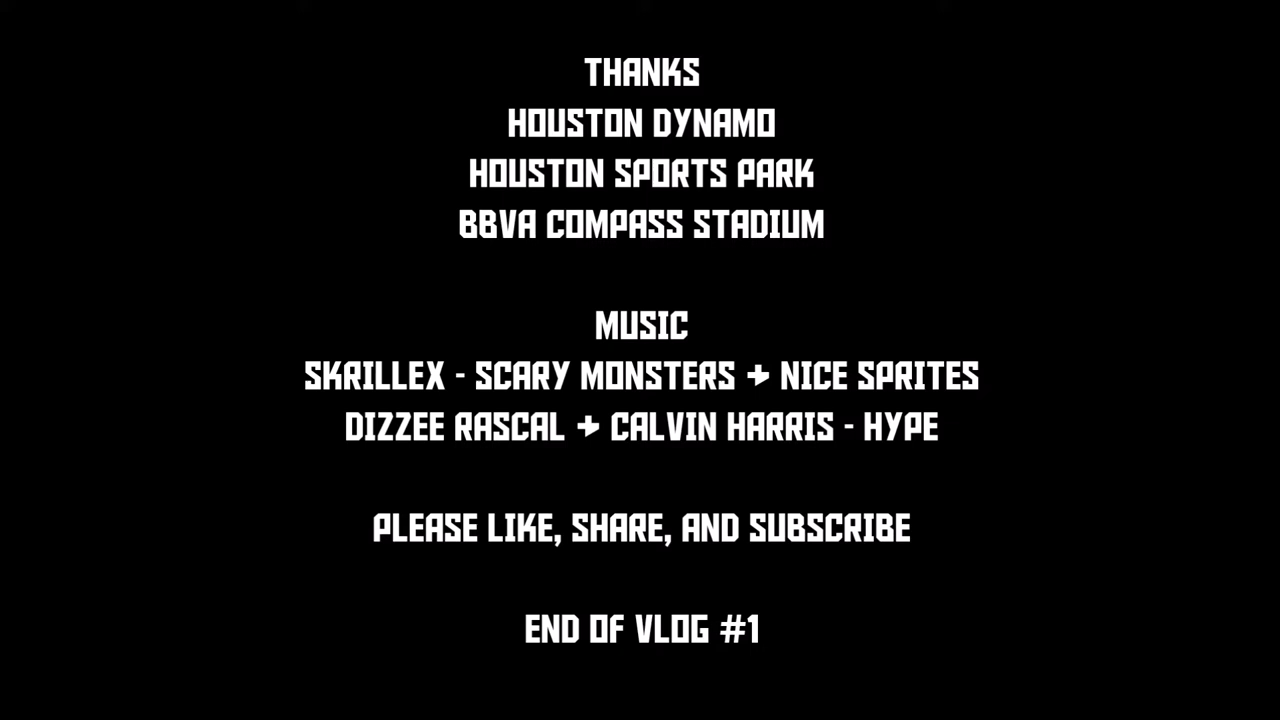 THANKS
HOUSTON DYNAMO
HOUSTON SPORTS PARK
BBVA COMPASS STADIUM
MUSIC
SKRILLEX - SCARY MONSTERS + NICE SPRITES
DIZZEE RASCAL + CALVIN HARRIS - HYPE
PLEASE LIKE, SHARE, AND SUBSCRIBE
END OF VLOG #1